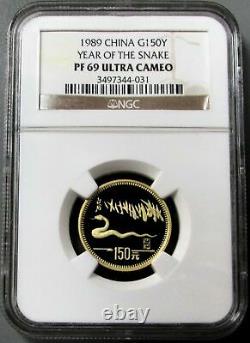 1989 CHINA G150Y
YEAR OF THE SNAKE
PF 69 ULTRA CAMEO
3497344-031
NGC
150元